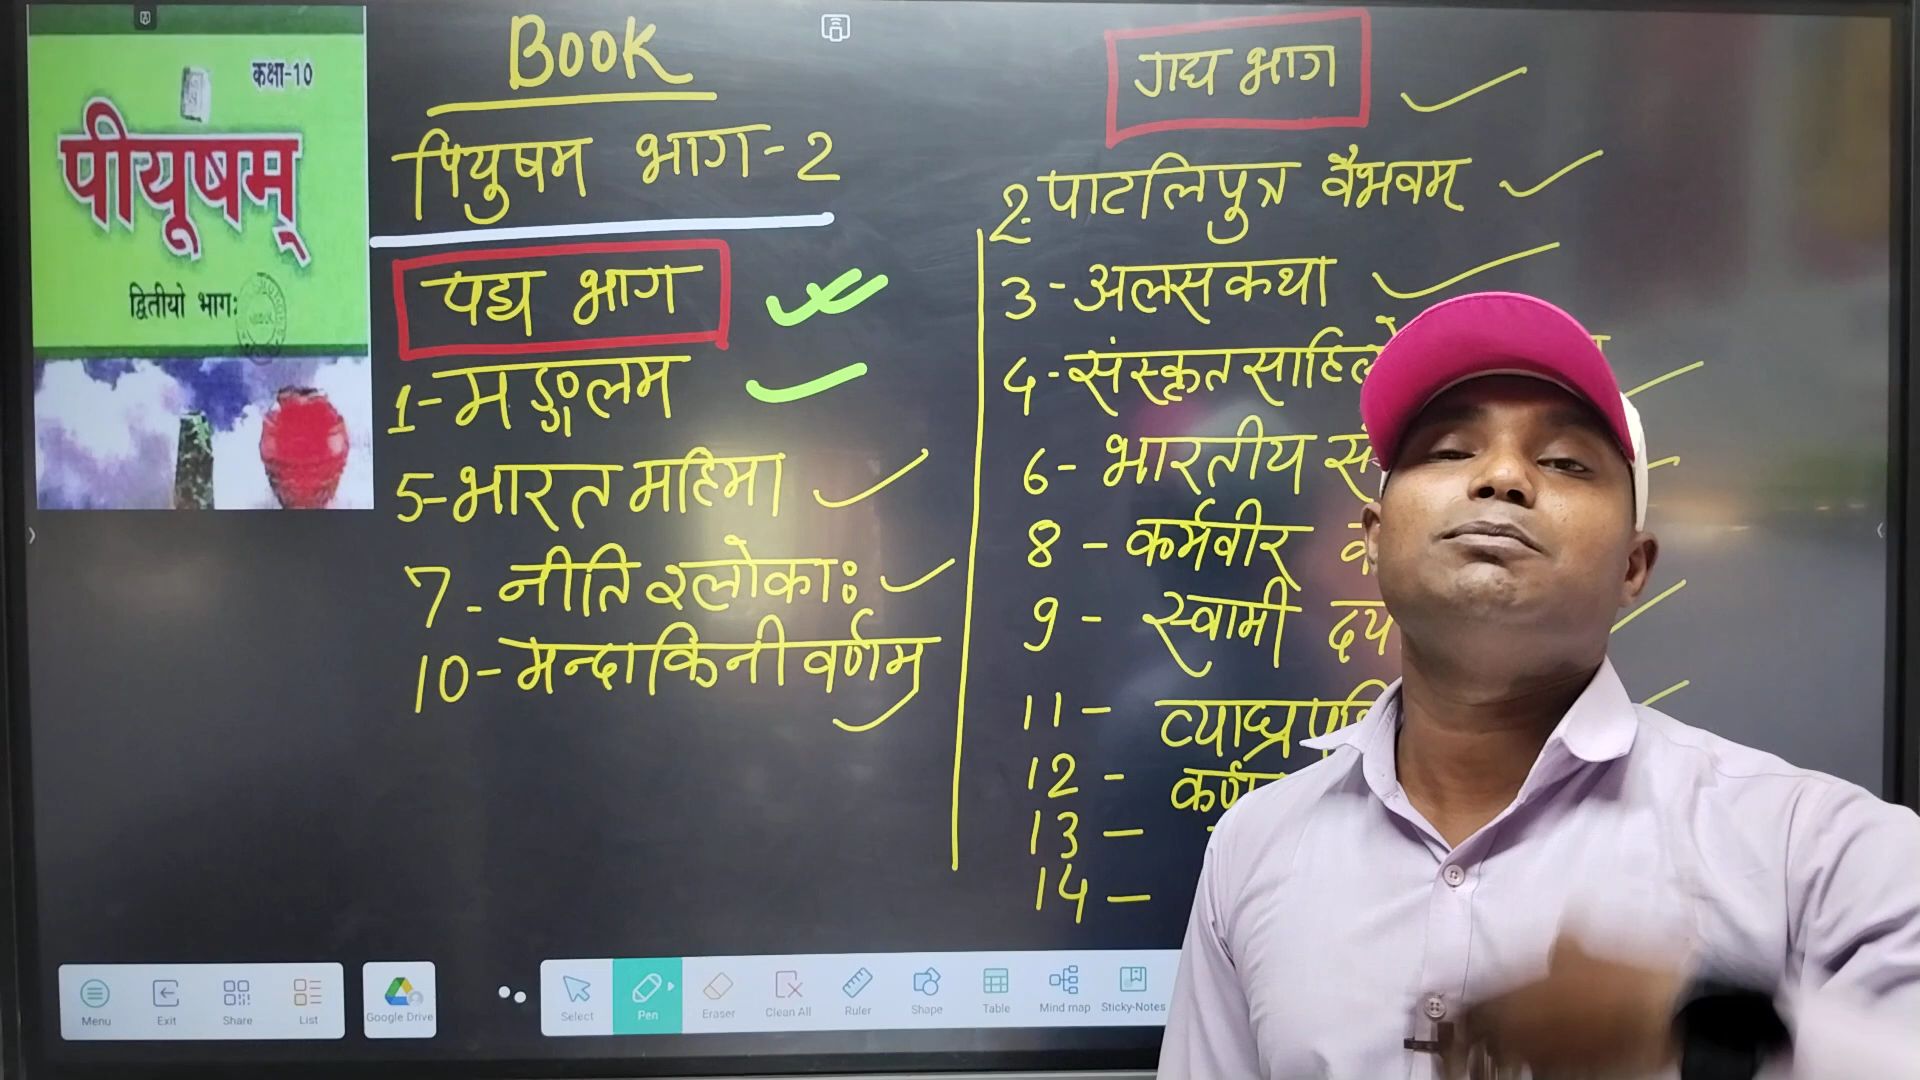 कक्षा-10
पीयूषम्
द्वितीयो भागः
Book
पियुषम भाग-2
पद्य भाग
1-मङ्गलम
5-भारत महिमा
7-नीति श्लोकाः
10-मन्दाकिनी वर्णम्
गद्य भाग
2-पाटलिपुत्र वैभवम्
3-अलस कथा
4-संस्कृत साहित्ये
6-भारतीय
8-कर्मवीर
9-स्वामी
11-
12-
13-
14-
Menu
Exit
Share
List
Google Drive
Select
Pen
Eraser
Clean All
Ruler
Shape
Table
Mind map
Sticky-Notes